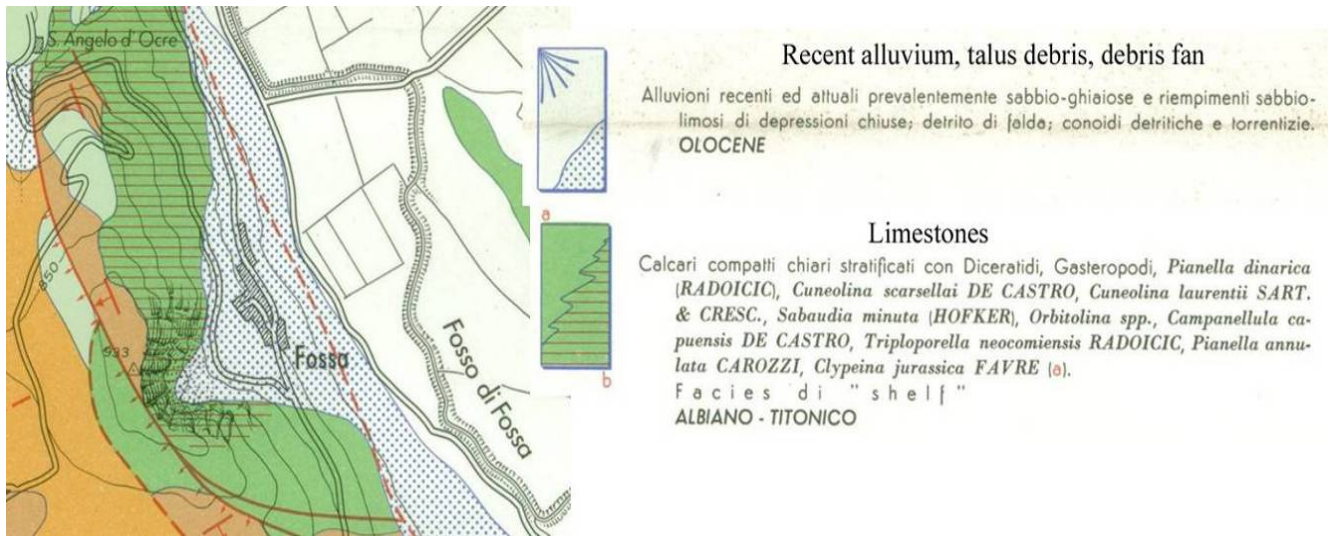 S. Angelo d'Ocre
850
933
Fossa
Fosso di Fossa
Recent alluvium, talus debris, debris fan
Alluvioni recenti ed attuali prevalentemente sabbio-ghiaiose e riempimenti sabbio-
limosi di depressioni chiuse; detrito di falda; conoidi detritiche e torrentizie.
OLOCENE
a
Limestones
Calcari compatti chiari stratificati con Diceratidi, Gasteropodi, Pianella dinarica
(RADOICIC), Cuneolina scarsellai DE CASTRO, Cuneolina laurentii SART.
& CRESC., Sabaudia minuta (HOFKER), Orbitolina spp., Campanellula ca-
puensis DE CASTRO, Triploporella neocomiensis RADOICIC, Pianella annu-
lata CAROZZI, Clypeina jurassica FAVRE (a).
Facies di "shelf"
ALBIANO - TITONICO
b